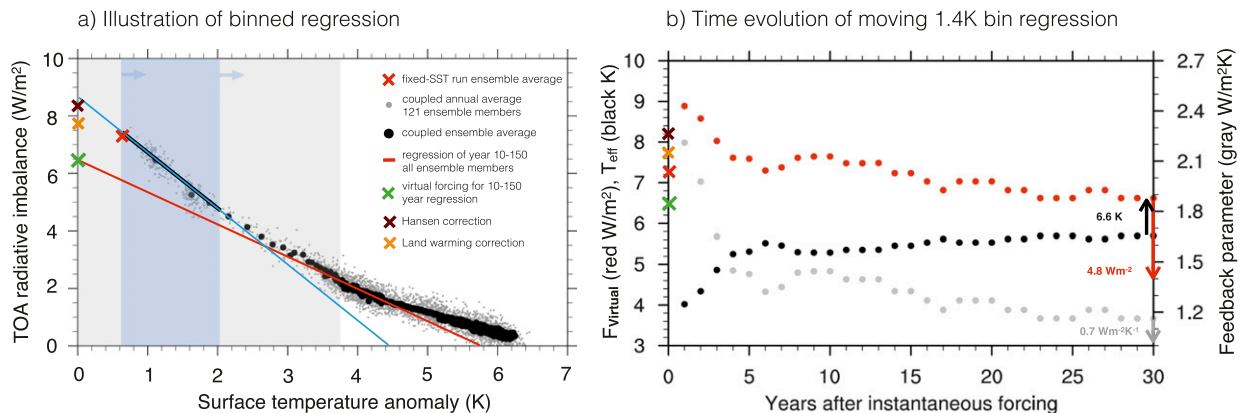 a) Illustration of binned regression
TOA radiative imbalance (W/m²)
10
8
6
4
2
0
0 1 2 3 4 5 6 7
Surface temperature anomaly (K)
fixed-SST run ensemble average
coupled annual average
121 ensemble members
coupled ensemble average
regression of year 10-150
all ensemble members
virtual forcing for 10-150
year regression
Hansen correction
Land warming correction
b) Time evolution of moving 1.4K bin regression
Fvirtual (red W/m²), Teff (black K)
10
9
8
7
6
5
4
3
0 5 10 15 20 25 30
Years after instantaneous forcing
6.6 K
4.8 Wm⁻²
0.7 Wm⁻²K⁻¹
2.7
2.4
2.1
1.8
1.5
1.2
Feedback parameter (gray W/m²K)